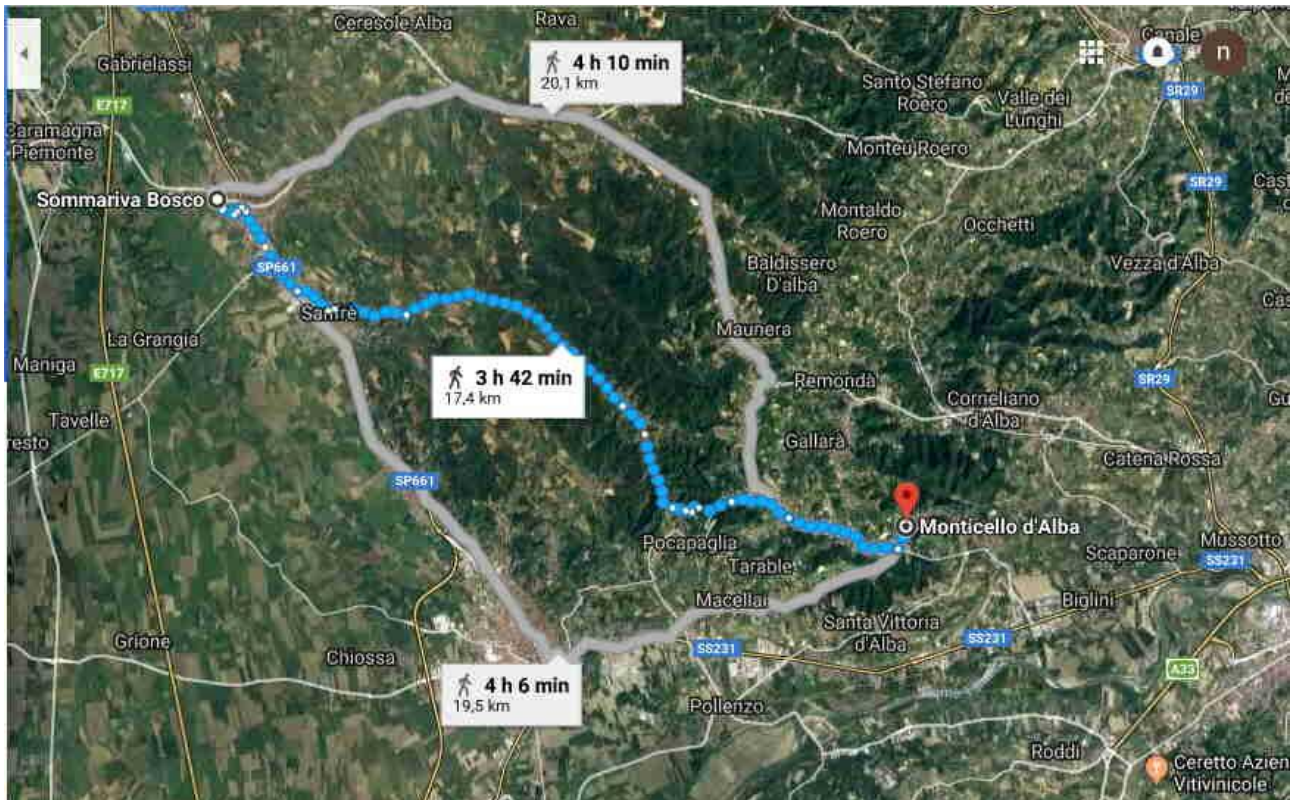 Ceresole Alba
Rava
Canale
n
Gabrielassi
4 h 10 min
20,1 km
Santo Stefano
Roero
Valle dei
Lunghi
SR29
E717
Caramagna
Piemonte
Monteu Roero
Sommariva Bosco
SR29
Montaldo
Roero
Occhetti
SP661
Baldissero
D'alba
Vezza d'Alba
Sanfrè
La Grangia
Maunera
Maniga
E717
3 h 42 min
17,4 km
Remondà
SR29
Corneliano
d'Alba
Tavelle
resto
Gallarà
Catena Rossa
SP661
Monticello d'Alba
Pocapaglia
Tarable
Scaparone
Mussotto
SS231
Macellai
Biglini
Santa Vittoria
d'Alba
SS231
SS231
Grione
Chiossa
4 h 6 min
19,5 km
A33
Pollenzo
Roddi
Ceretto Azien
Vitivinicole